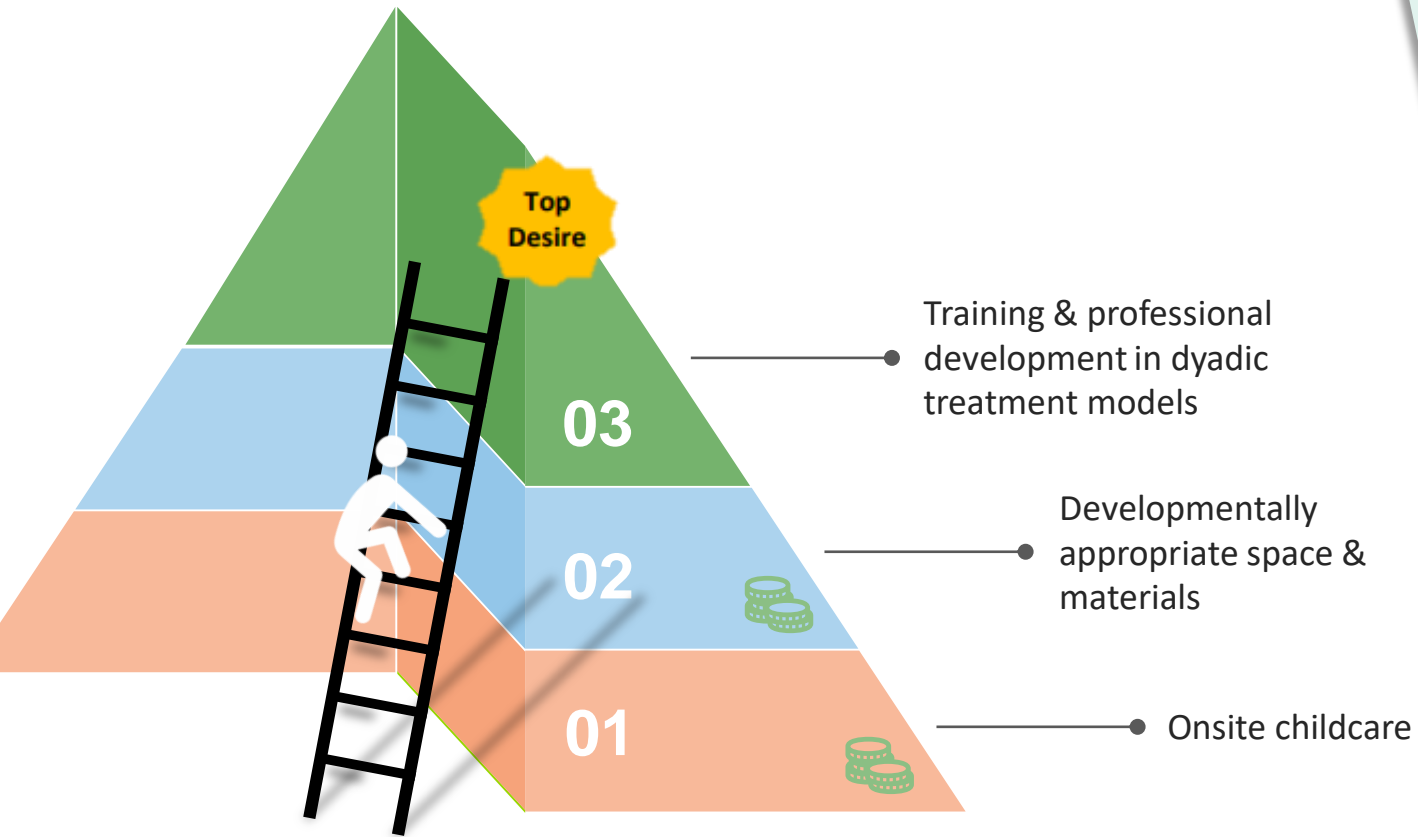 Top
Desire
Training & professional
development in dyadic
treatment models
03
Developmentally
appropriate space &
materials
02
01
Onsite childcare